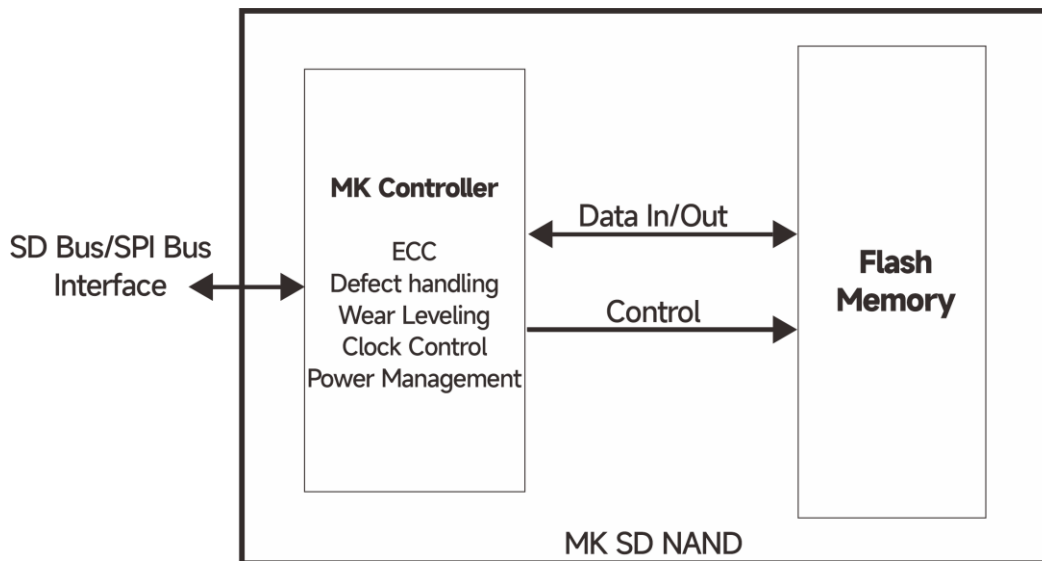 SD Bus/SPI Bus
Interface
MK Controller
ECC
Defect handling
Wear Leveling
Clock Control
Power Management
Data In/Out
Control
Flash
Memory
MK SD NAND